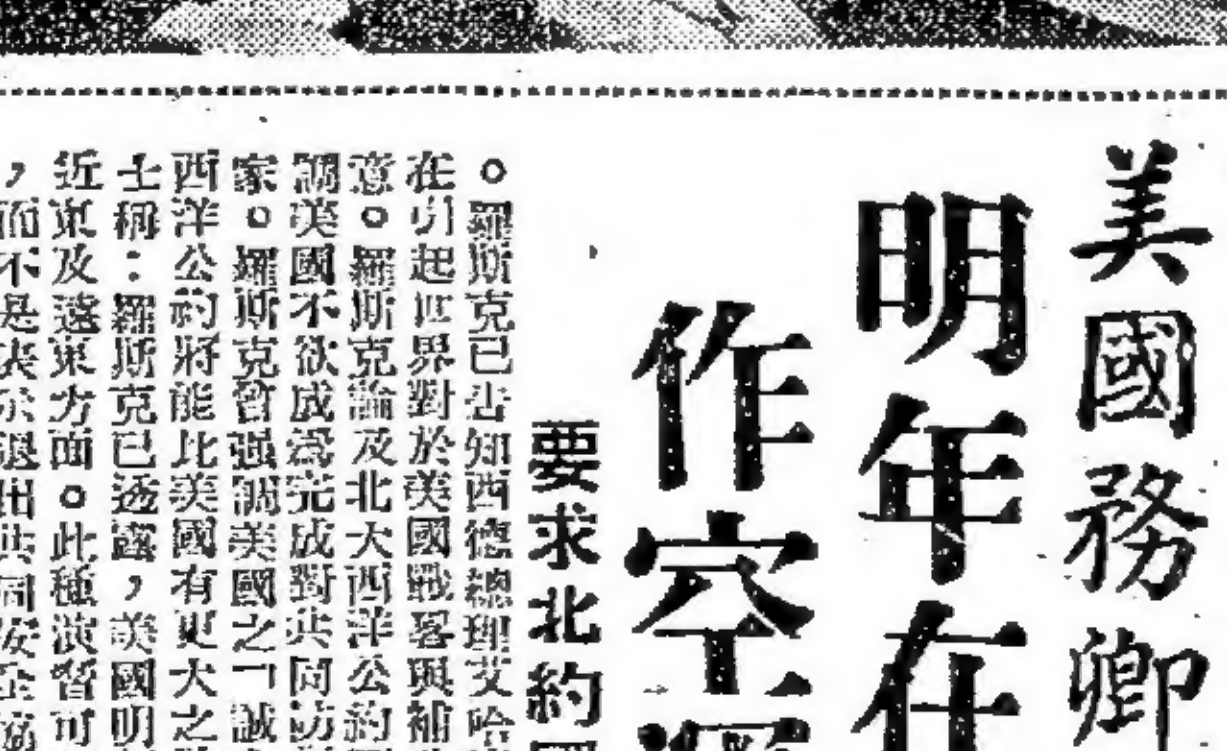 美國務卿
明年在
作空
要求北約
。羅斯克已告知西德總理艾哈
在引起世界對於美國戰畧與補
意。羅斯克論及北大西洋公約
調美國不欲成為完成對共同防
家。羅斯克曾强調美國之「誠
西洋公約將能比美國有更大之
士稱：羅斯克已透露，美國明
近東及遠東方面。此種演習可
，而不是表示退出共同安全